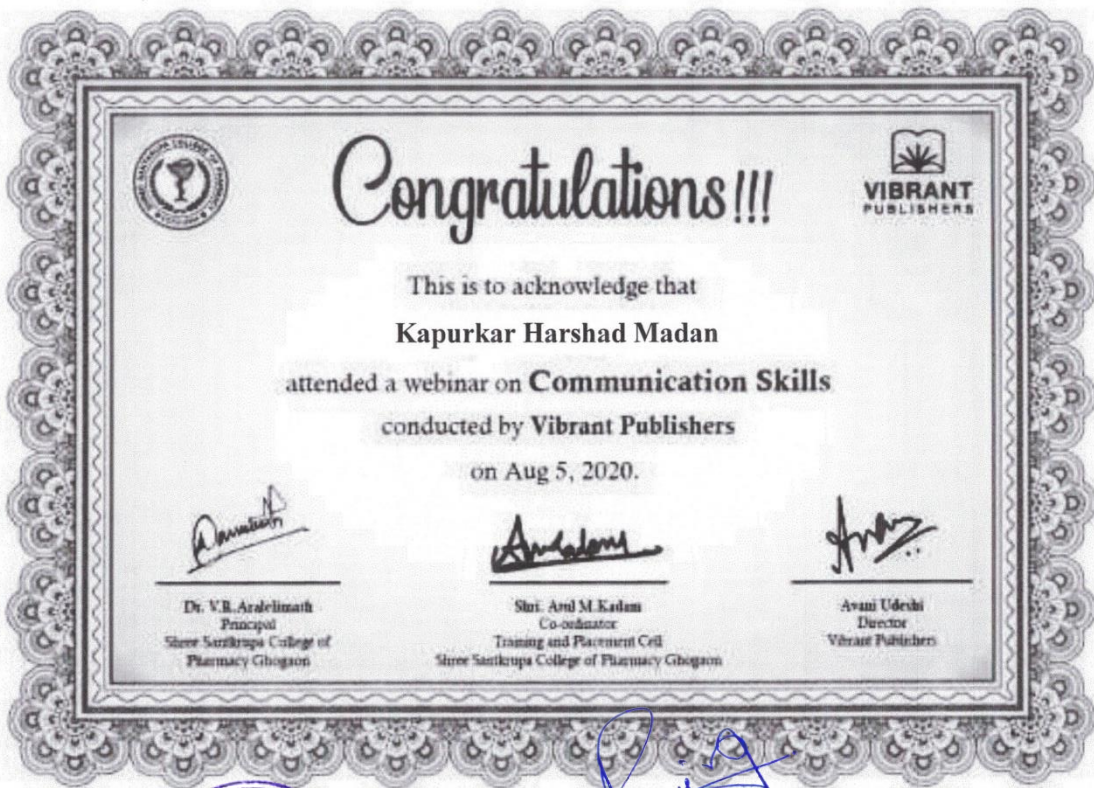 Congratulations!!!
VIBRANT
PUBLISHERS
This is to acknowledge that
Kapurkar Harshad Madan
attended a webinar on Communication Skills
conducted by Vibrant Publishers
on Aug 5, 2020.
Dr. V.R. Aralelimath
Principal
Shree Santkrupa College of
Pharmacy Ghogaon
Shri. Atul M.Kadam
Co-ordinator
Training and Placement Cell
Shree Santkrupa College of Pharmacy Ghogaon
Avani Udeshi
Director
Vibrant Publishers